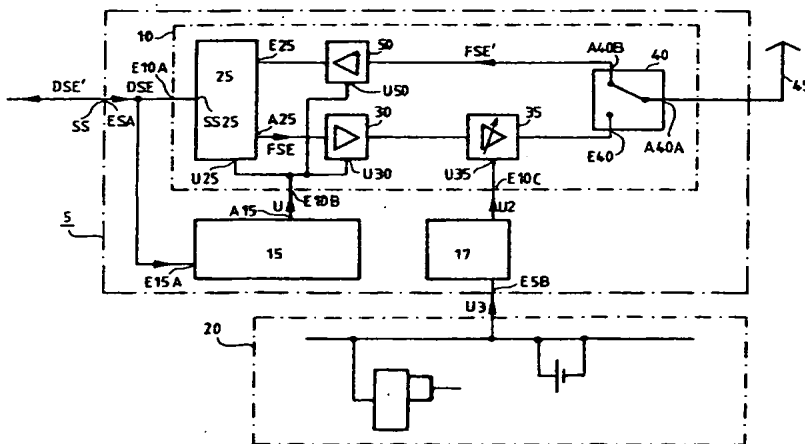 10
E25
50
FSE'
A40B
40
25
DSE'
DSE
E10A
U50
45
SS25
A25
30
35
SS
ESA
FSE
E40
A40A
U25
U30
U35
U
E10B
E10C
A15
U2
5
15
17
E15A
E5B
U3
20